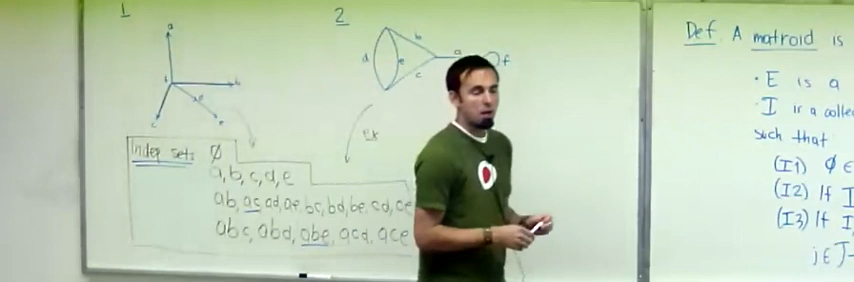 1
a
b
c
d
e
2
b
a
d
e
c
f
ex
Indep sets
∅
a, b, c, d, e
ab, ac, ad, ae, bc, bd, be, cd, ce
abc, abd, abe, acd, ace
Def. A matroid is
• E is a
• I is a colle
such that
(I1) ∅ ∈
(I2) If I
(I3) If I,
j ∈ J-